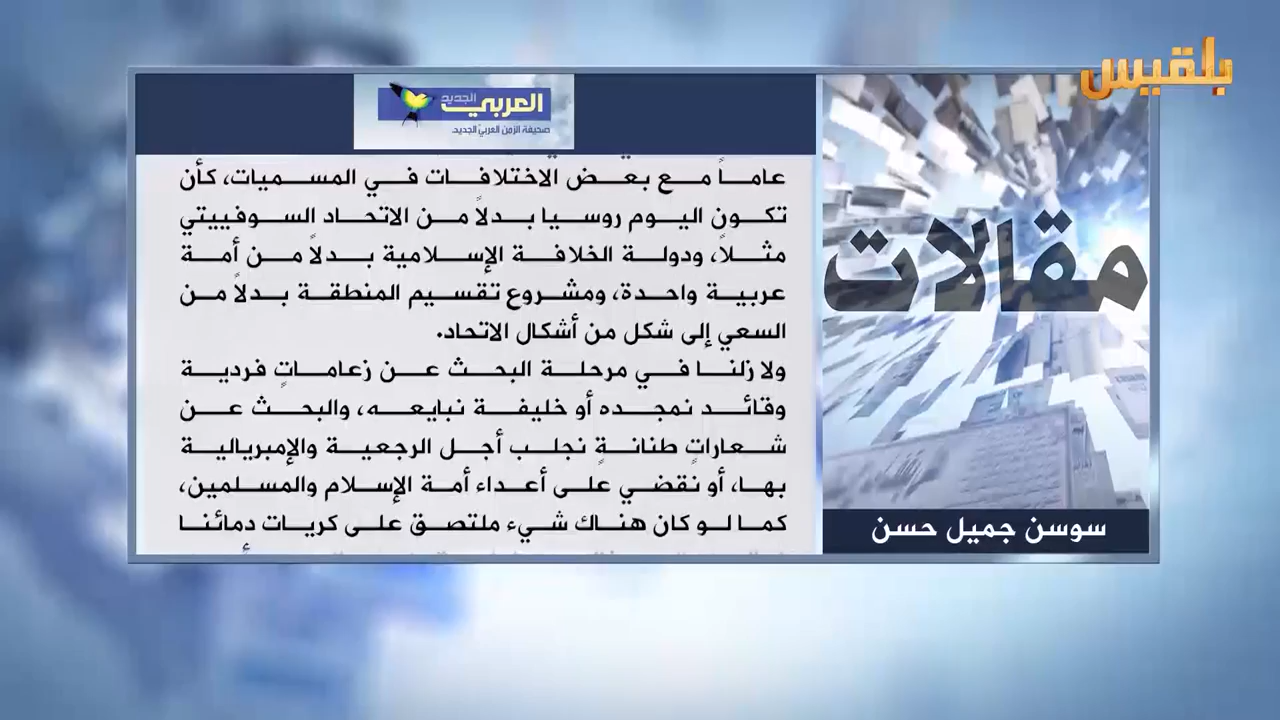 بلقيس
العربي الجديد
صحيفة الزمن العربي الجديد
عاماً مع بعض الاختلافات في المسميات، كأن
تكون اليوم روسيا بدلاً من الاتحاد السوفييتي
مثلاً، ودولة الخلافة الإسلامية بدلاً من أمة
عربية واحدة، ومشروع تقسيم المنطقة بدلاً من
السعي إلى شكل من أشكال الاتحاد.
ولا زلنا في مرحلة البحث عن زعاماتٍ فردية
وقائد نمجده أو خليفة نبايعه، والبحث عن
شعاراتٍ طنانةٍ نجلب أجل الرجعية والإمبريالية
بها، أو نقضي على أعداء أمة الإسلام والمسلمين،
كما لو كان هناك شيء ملتصق على كريات دمائنا
مقالات
سوسن جميل حسن